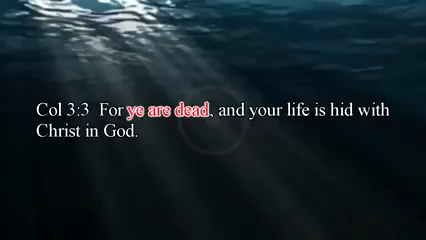 Col 3:3 For ye are dead, and your life is hid with
Christ in God.